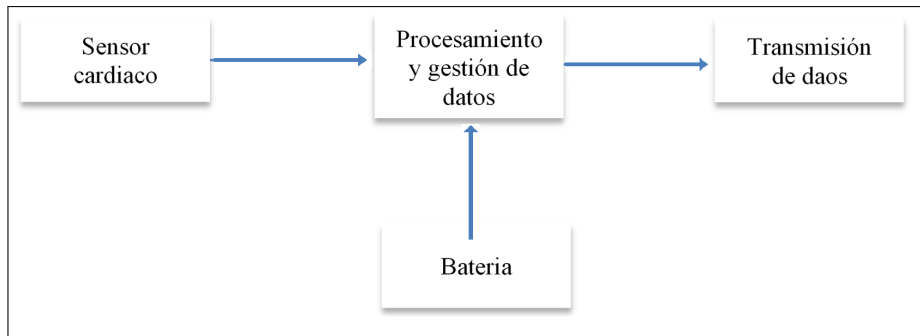 Sensor
cardiaco
Procesamiento
y gestión de
datos
Transmisión
de daos
Bateria